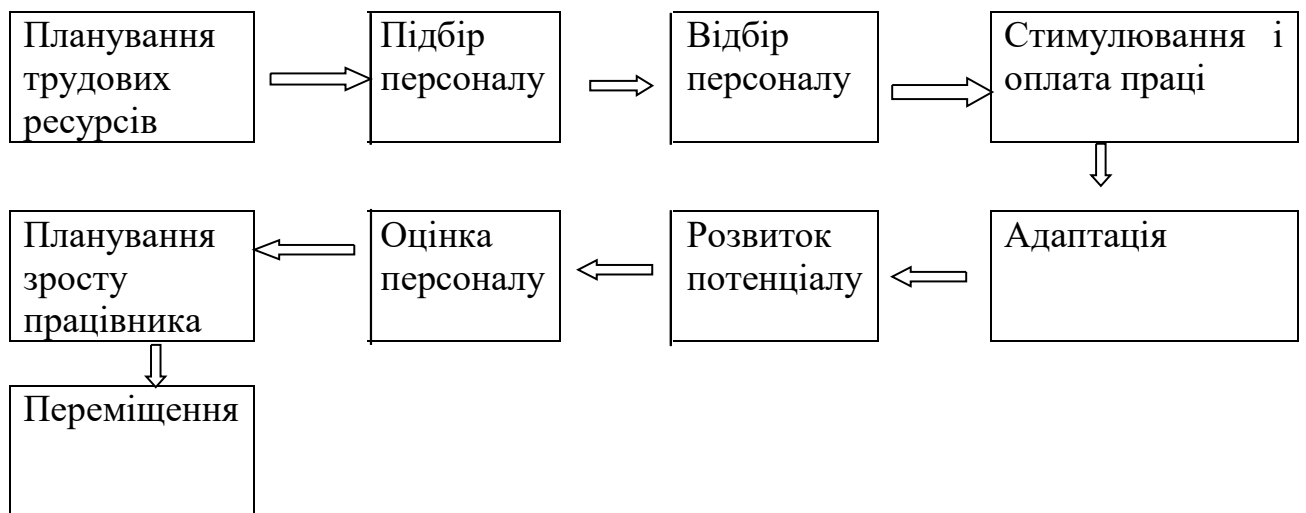 Планування
трудових
ресурсів
Підбір
персоналу
Відбір
персоналу
Стимулювання і
оплата праці
Планування
зросту
працівника
Оцінка
персоналу
Розвиток
потенціалу
Адаптація
Переміщення